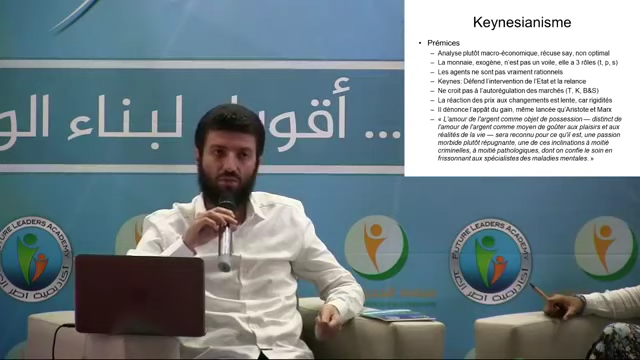 Keynesianisme
• Prémices
– Analyse plutôt macro-économique, récuse say, non optimal
– La monnaie, exogène, n'est pas un voile, elle a 3 rôles (t, p, s)
– Les agents ne sont pas vraiment rationnels
– Keynes: Défend l'intervention de l'Etat et la relance
– Ne croit pas à l'autorégulation des marchés (T, K, B&S)
– La réaction des prix aux changements est lente, car rigidités
– Il dénonce l'appât du gain, même lancée qu'Aristote et Marx
– « L'amour de l'argent comme objet de possession — distinct de
l'amour de l'argent comme moyen de goûter aux plaisirs et aux
réalités de la vie — sera reconnu pour ce qu'il est, une passion
morbide plutôt répugnante, une de ces inclinations à moitié
criminelles, à moitié pathologiques, dont on confie le soin en
frissonnant aux spécialistes des maladies mentales. »
... أقوى لبناء الو
FUTURE LEADERS ACADEMY
FUTURE LEADERS ACADEMY